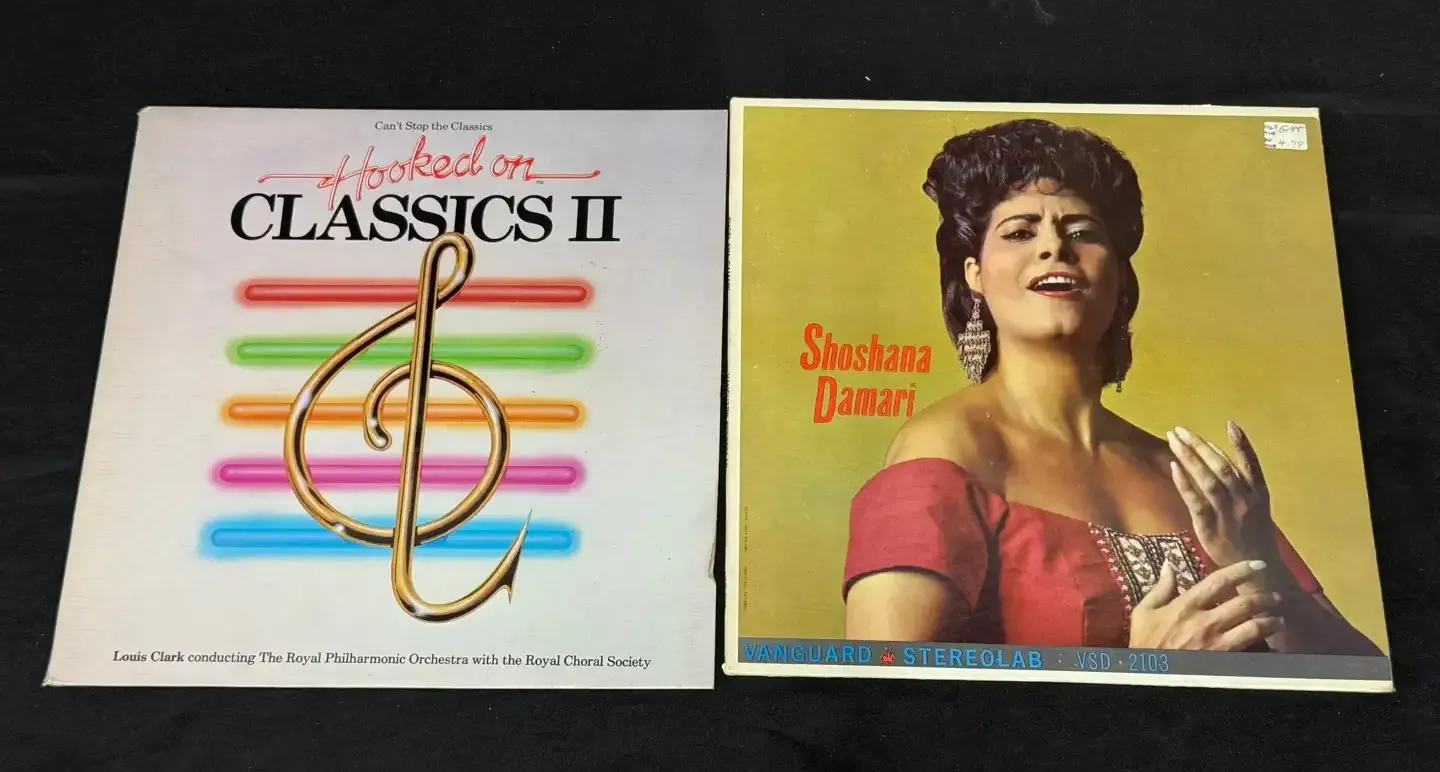 Can't Stop the Classics
Hooked on™
CLASSICS II
Louis Clark conducting The Royal Philharmonic Orchestra with the Royal Choral Society
Shoshana
Damari
VANGUARD STEREOLAB : VSD · 2103